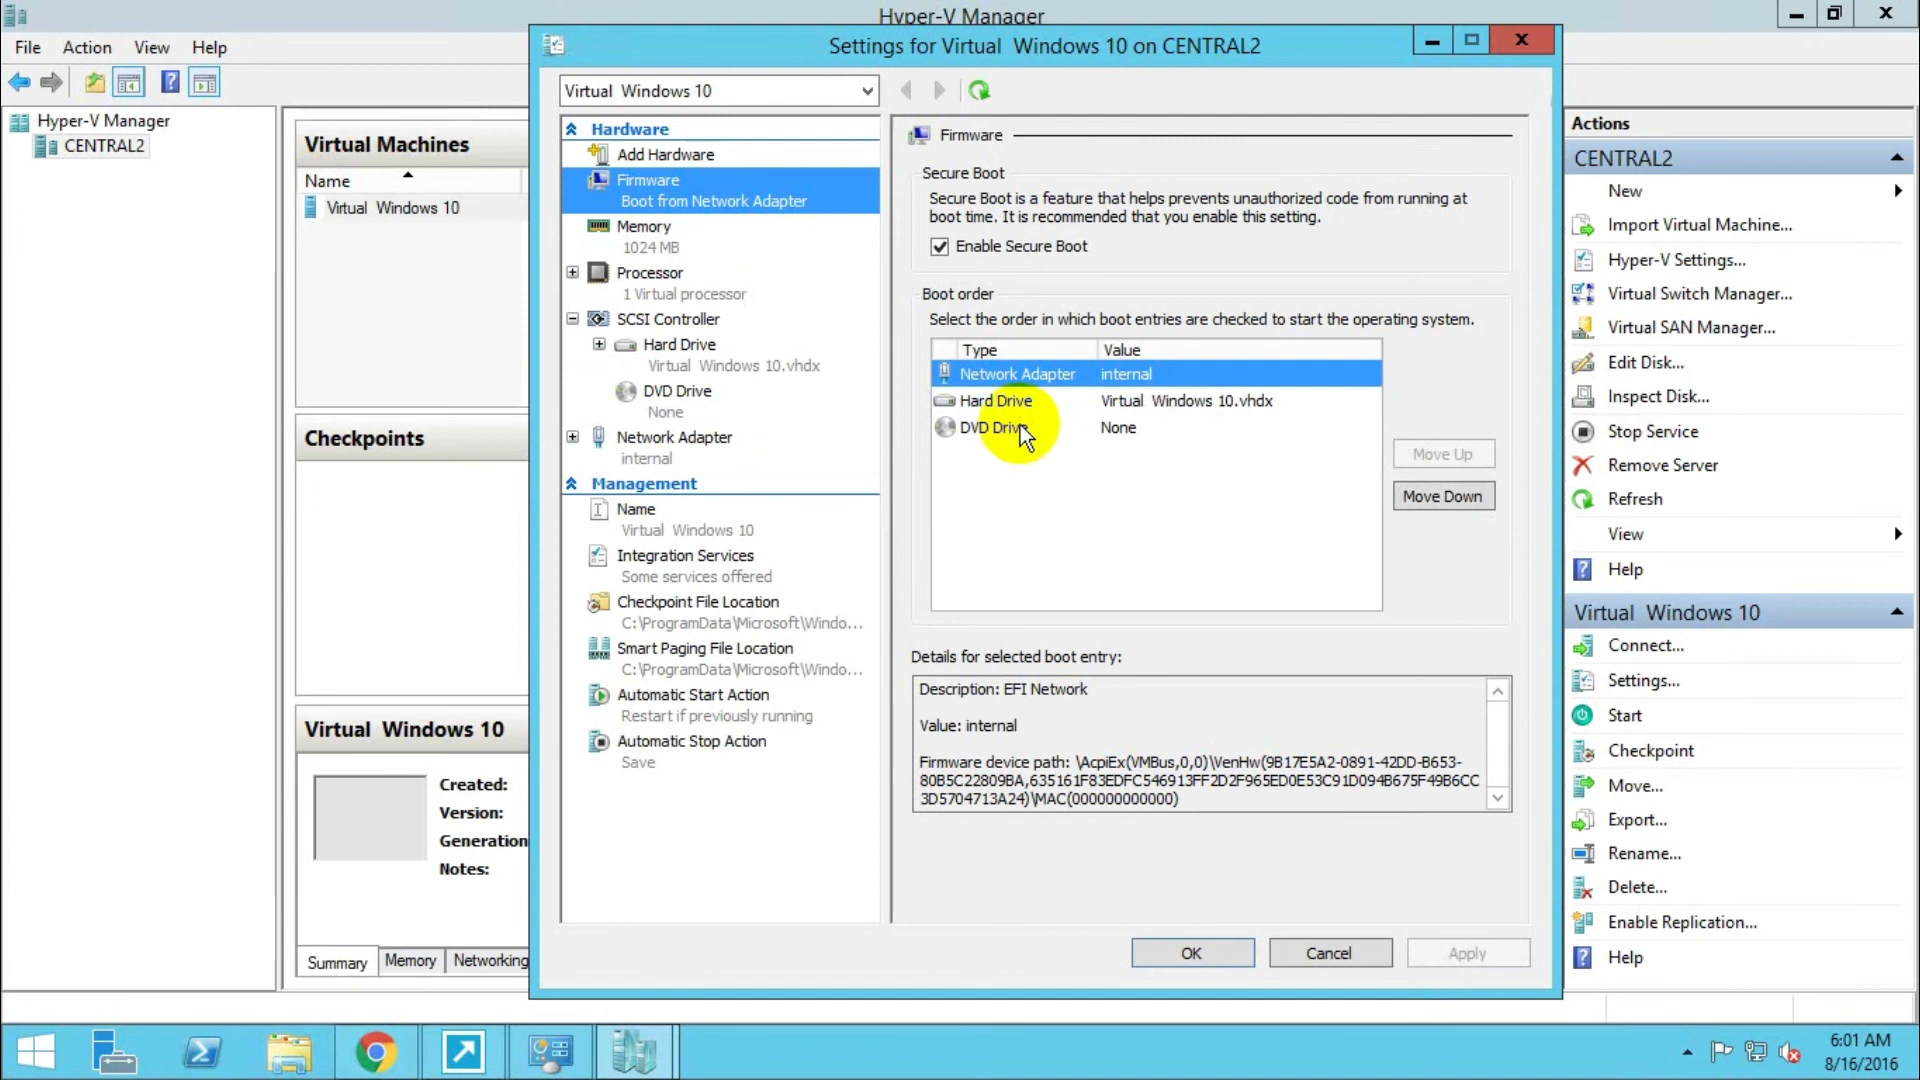 Hyper-V Manager
File Action View Help
Hyper-V Manager
CENTRAL2
Virtual Machines
Name
Virtual Windows 10
Checkpoints
Virtual Windows 10
Created:
Version:
Generation
Notes:
Summary Memory Networking
Settings for Virtual Windows 10 on CENTRAL2
Virtual Windows 10
Hardware
Add Hardware
Firmware
Boot from Network Adapter
Memory
1024 MB
Processor
1 Virtual processor
SCSI Controller
Hard Drive
Virtual Windows 10.vhdx
DVD Drive
None
Network Adapter
internal
Management
Name
Virtual Windows 10
Integration Services
Some services offered
Checkpoint File Location
C:\ProgramData\Microsoft\Windo...
Smart Paging File Location
C:\ProgramData\Microsoft\Windo...
Automatic Start Action
Restart if previously running
Automatic Stop Action
Save
Firmware
Secure Boot
Secure Boot is a feature that helps prevents unauthorized code from running at
boot time. It is recommended that you enable this setting.
Enable Secure Boot
Boot order
Select the order in which boot entries are checked to start the operating system.
Type Value
Network Adapter internal
Hard Drive Virtual Windows 10.vhdx
DVD Drive None
Move Up
Move Down
Details for selected boot entry:
Description: EFI Network
Value: internal
Firmware device path: \AcpiEx(VMBus,0,0)\VenHw(9B17E5A2-0891-42DD-B653-
80B5C22809BA,635161F83EDFC546913FF2D2F965ED0E53C91D094B675F49B6CC
3D5704713A24)\MAC(000000000000)
OK Cancel Apply
Actions
CENTRAL2
New
Import Virtual Machine...
Hyper-V Settings...
Virtual Switch Manager...
Virtual SAN Manager...
Edit Disk...
Inspect Disk...
Stop Service
Remove Server
Refresh
View
Help
Virtual Windows 10
Connect...
Settings...
Start
Checkpoint
Move...
Export...
Rename...
Delete...
Enable Replication...
Help
6:01 AM
8/16/2016